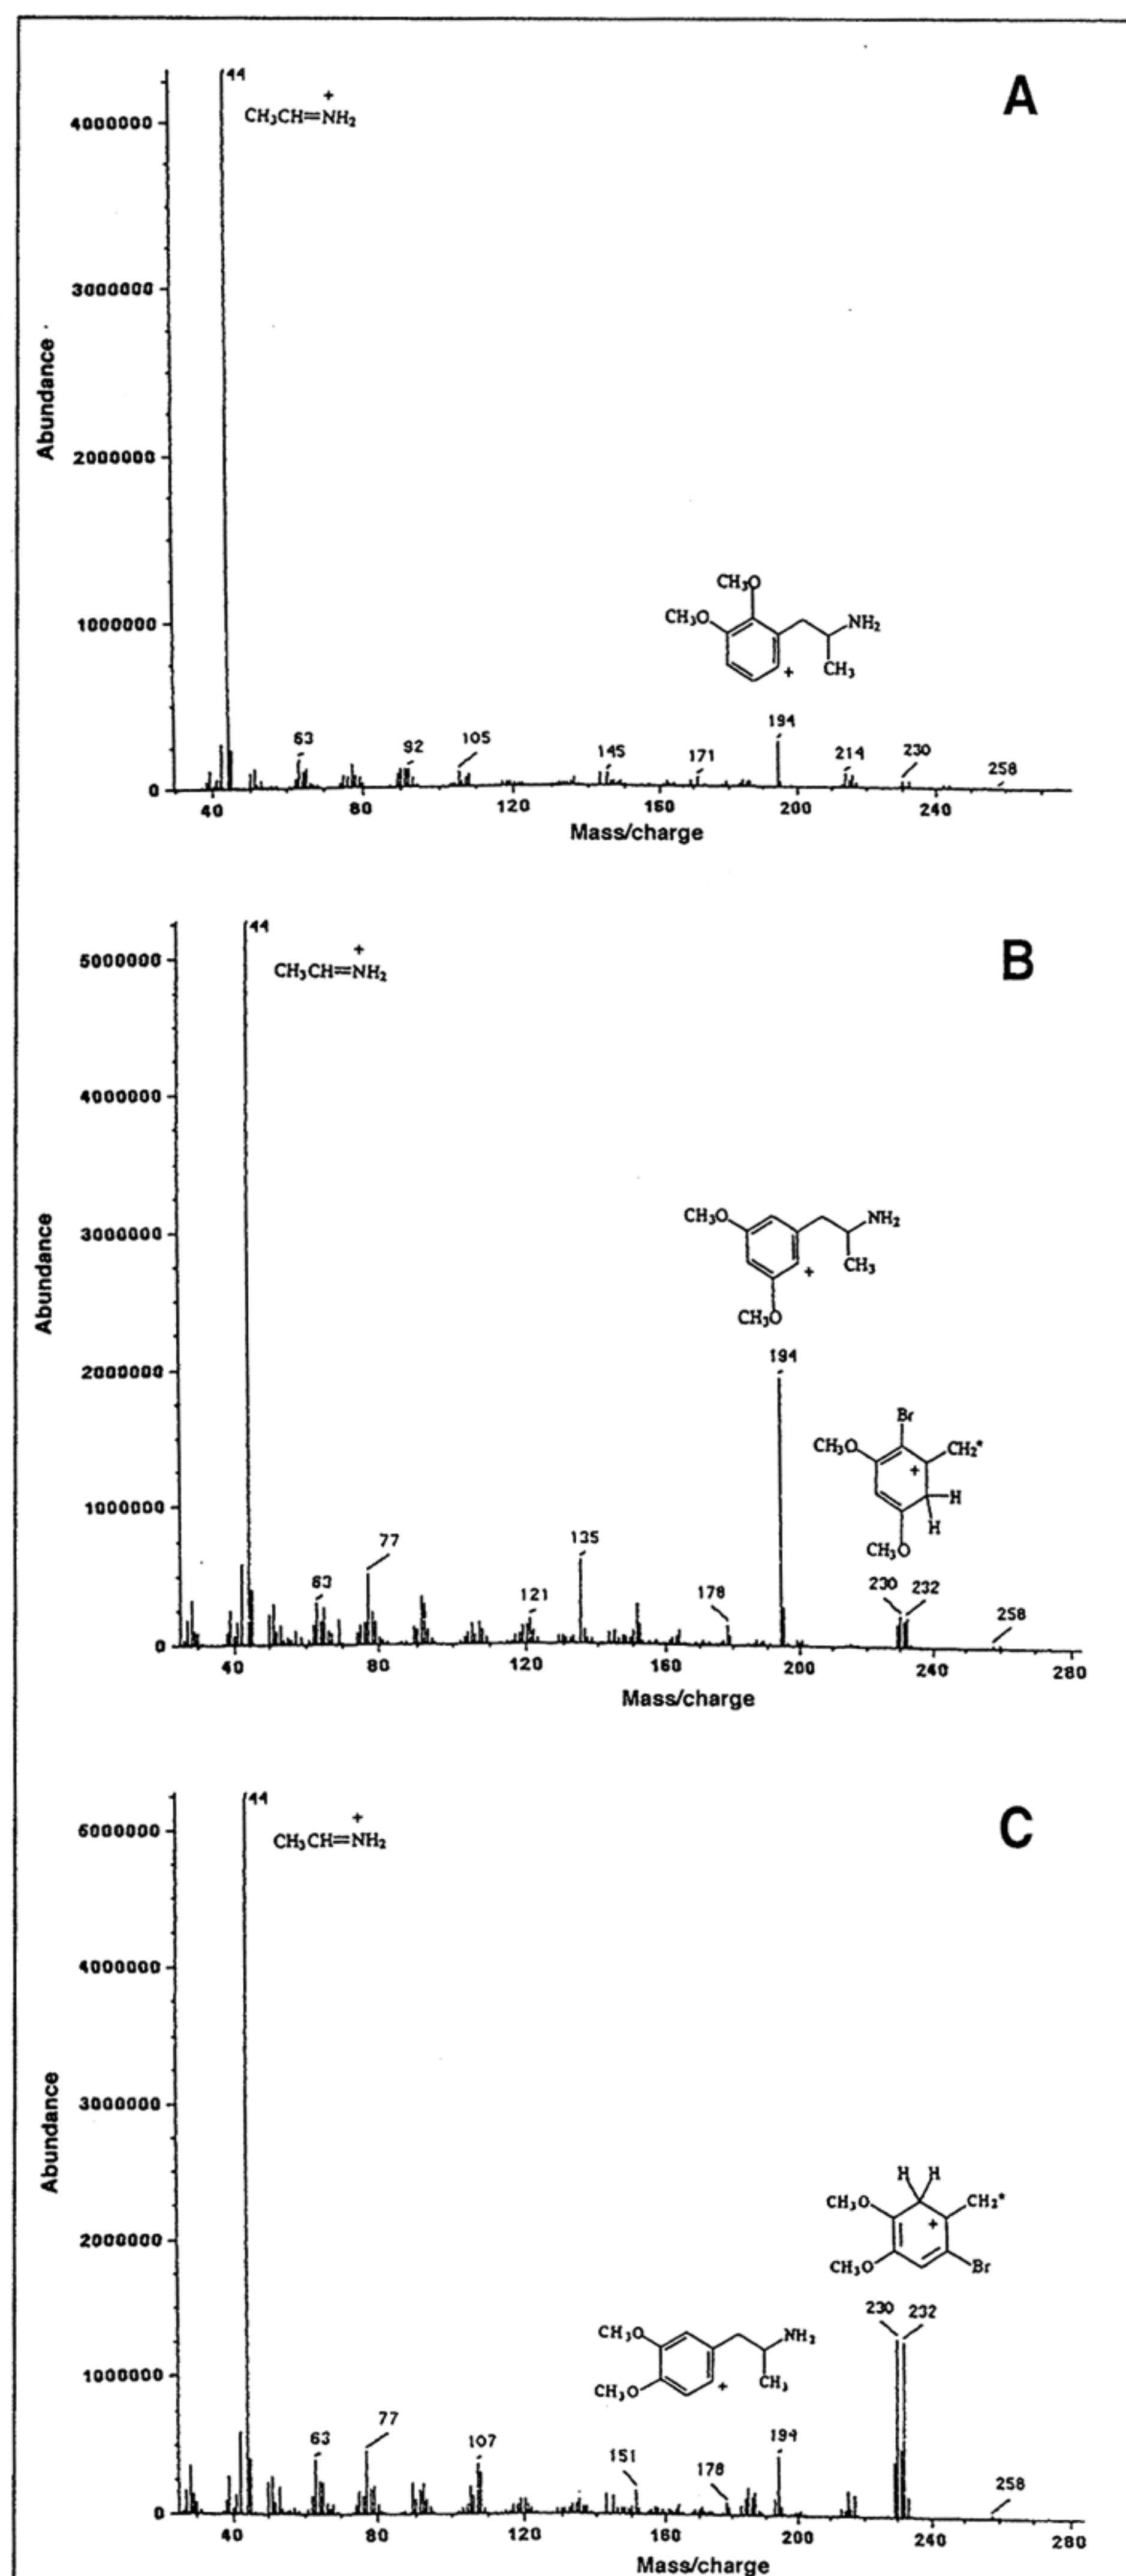 A
44
+
CH3CH=NH2
4000000
3000000
2000000
1000000
0
Abundance
CH3O
CH3O
NH2
CH3
+
63
92
105
145
171
194
214
230
258
40
80
120
160
200
240
Mass/charge
B
44
+
CH3CH=NH2
5000000
4000000
3000000
2000000
1000000
0
Abundance
CH3O
NH2
CH3
+
CH3O
194
Br
CH3O
CH2*
+
H
H
CH3O
63
77
121
135
178
230
232
258
40
80
120
160
200
240
280
Mass/charge
C
44
+
CH3CH=NH2
5000000
4000000
3000000
2000000
1000000
0
Abundance
H H
CH3O
CH2*
+
CH3O
Br
230
232
CH3O
NH2
CH3O
CH3
+
63
77
107
151
178
194
258
40
80
120
160
200
240
280
Mass/charge